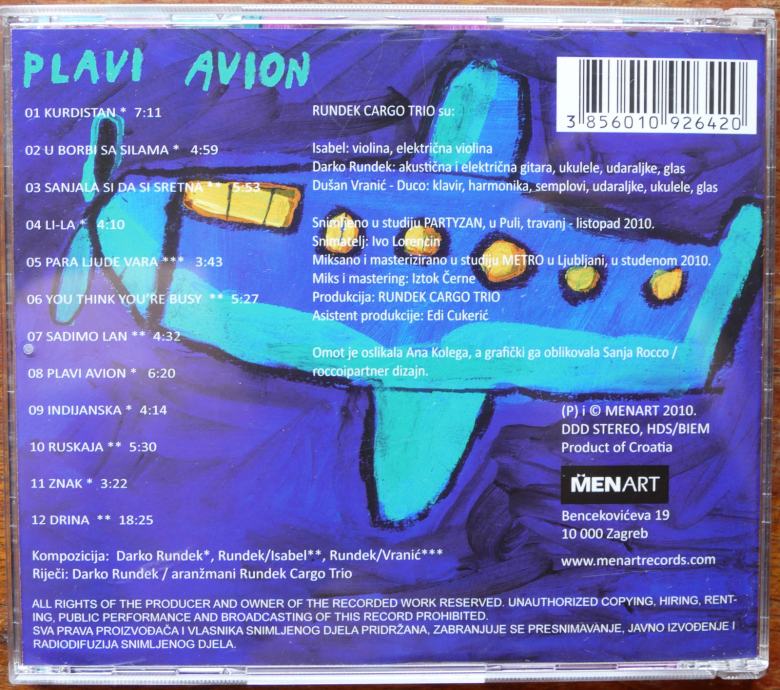 PLAVI AVION
01 KURDISTAN * 7:11
02 U BORBI SA SILAMA * 4:59
03 SANJALA SI DA SI SRETNA ** 5:53
04 LI-LA * 4:10
05 PARA LJUDE VARA *** 3:43
06 YOU THINK YOU'RE BUSY ** 5:27
07 SADIMO LAN ** 4:32
08 PLAVI AVION * 6:20
09 INDIJANSKA * 4:14
10 RUSKAJA ** 5:30
11 ZNAK * 3:22
12 DRINA ** 18:25
RUNDEK CARGO TRIO su:
Isabel: violina, električna violina
Darko Rundek: akustična i električna gitara, ukulele, udaraljke, glas
Dušan Vranić - Duco: klavir, harmonika, semplovi, udaraljke, ukulele, glas
Snimljeno u studiju PARTYZAN, u Puli, travanj - listopad 2010.
Snimatelj: Ivo Lorencin
Miksano i masterizirano u studiju METRO u Ljubljani, u studenom 2010.
Miks i mastering: Iztok Černe
Produkcija: RUNDEK CARGO TRIO
Asistent produkcije: Edi Cukerić
Omot je oslikala Ana Kolega, a grafički ga oblikovala Sanja Rocco /
roccoipartner dizajn.
3 856010 926420
(P) i © MENART 2010.
DDD STEREO, HDS/BIEM
Product of Croatia
MENART
Bencekovićeva 19
10 000 Zagreb
www.menartrecords.com
Kompozicija: Darko Rundek*, Rundek/Isabel**, Rundek/Vranić***
Riječi: Darko Rundek / aranžmani Rundek Cargo Trio
ALL RIGHTS OF THE PRODUCER AND OWNER OF THE RECORDED WORK RESERVED. UNAUTHORIZED COPYING, HIRING, RENT-
ING, PUBLIC PERFORMANCE AND BROADCASTING OF THIS RECORD PROHIBITED.
SVA PRAVA PROIZVOĐAČA I VLASNIKA SNIMLJENOG DJELA PRIDRŽANA, ZABRANJUJE SE PRESNIMAVANJE, JAVNO IZVOĐENJE I
RADIODIFUZIJA SNIMLJENOG DJELA.